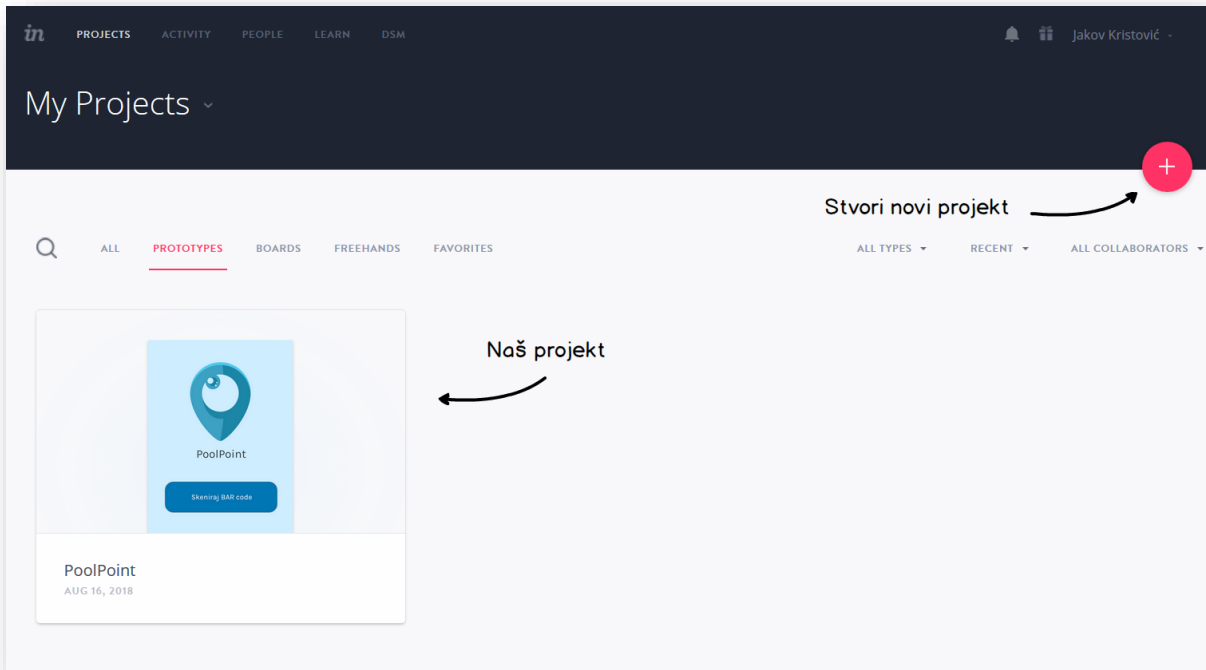 in PROJECTS ACTIVITY PEOPLE LEARN DSM Jakov Kristović
My Projects
Stvori novi projekt
ALL PROTOTYPES BOARDS FREEHANDS FAVORITES ALL TYPES RECENT ALL COLLABORATORS
Naš projekt
PoolPoint
Skeniraj BAR code
PoolPoint
AUG 16, 2018